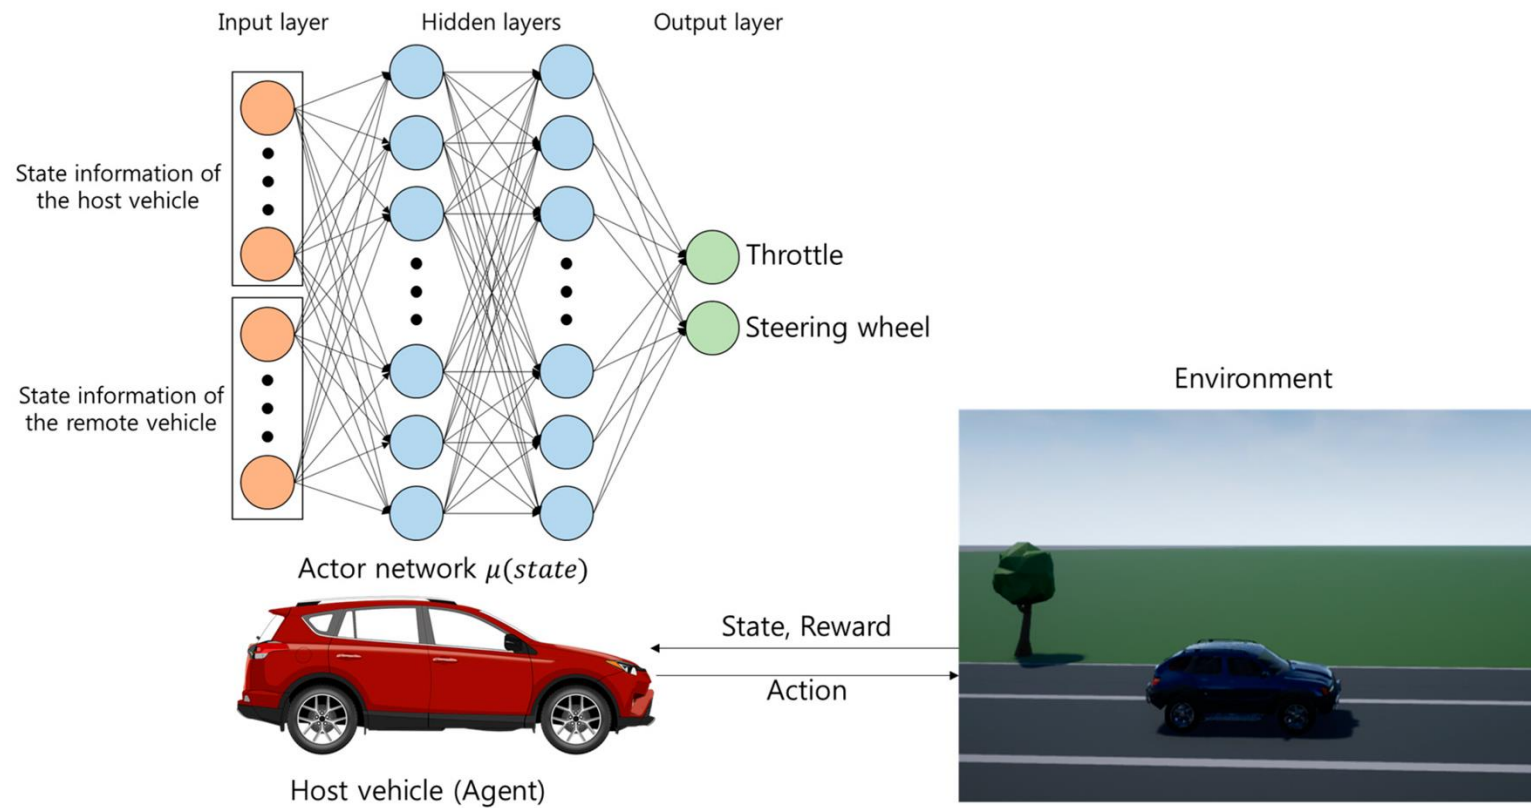 Input layer
Hidden layers
Output layer
State information of
the host vehicle
Throttle
Steering wheel
State information of
the remote vehicle
Environment
Actor network μ(state)
State, Reward
Action
Host vehicle (Agent)